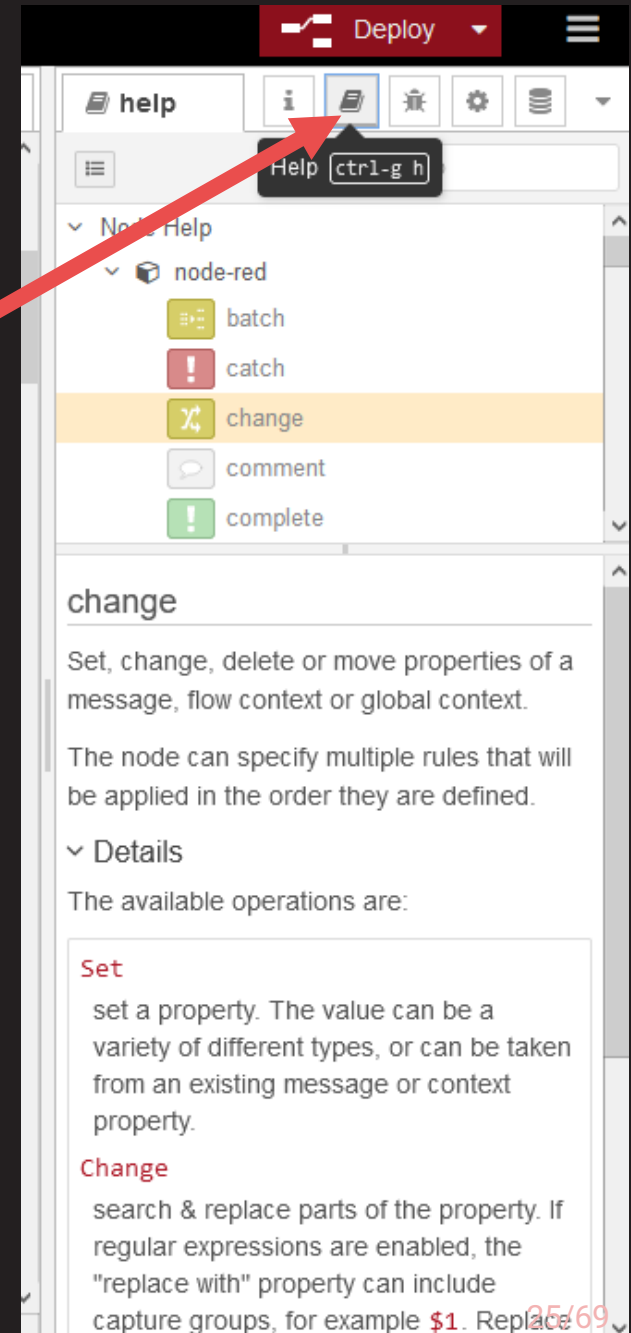 Deploy
help
i
Help ctrl-g h
Node Help
node-red
batch
catch
change
comment
complete
change
Set, change, delete or move properties of a
message, flow context or global context.
The node can specify multiple rules that will
be applied in the order they are defined.
Details
The available operations are:
Set
set a property. The value can be a
variety of different types, or can be taken
from an existing message or context
property.
Change
search & replace parts of the property. If
regular expressions are enabled, the
"replace with" property can include
capture groups, for example $1. Replace
25/69